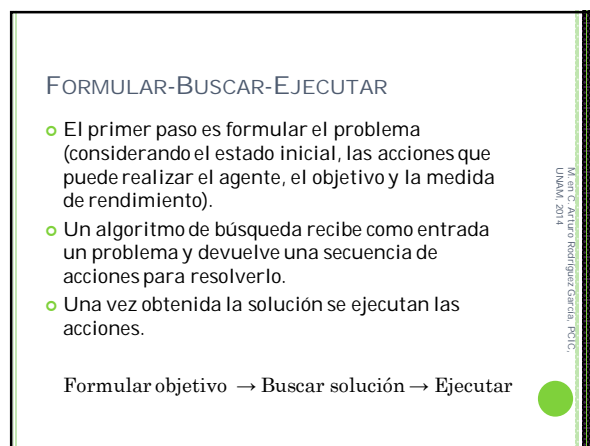 FORMULAR-BUSCAR-EJECUTAR
El primer paso es formular el problema
(considerando el estado inicial, las acciones que
puede realizar el agente, el objetivo y la medida
de rendimiento).
Un algoritmo de búsqueda recibe como entrada
un problema y devuelve una secuencia de
acciones para resolverlo.
Una vez obtenida la solución se ejecutan las
acciones.
Formular objetivo → Buscar solución → Ejecutar
M. en C. Arturo Rodríguez García, PCIC,
UNAM, 2014